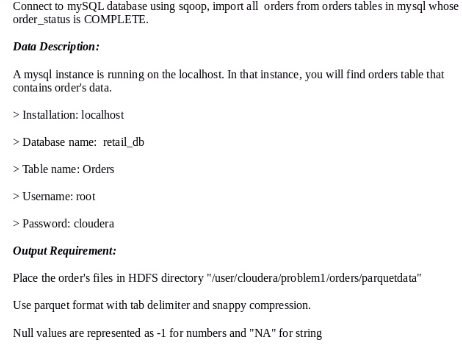 Connect to mySQL database using sqoop, import all  orders from orders tables in mysql whose
order_status is COMPLETE.
Data Description:
A mysql instance is running on the localhost. In that instance, you will find orders table that
contains order's data.
> Installation: localhost
> Database name:  retail_db
> Table name: Orders
> Username: root
> Password: cloudera
Output Requirement:
Place the order's files in HDFS directory "/user/cloudera/problem1/orders/parquetdata"
Use parquet format with tab delimiter and snappy compression.
Null values are represented as -1 for numbers and "NA" for string